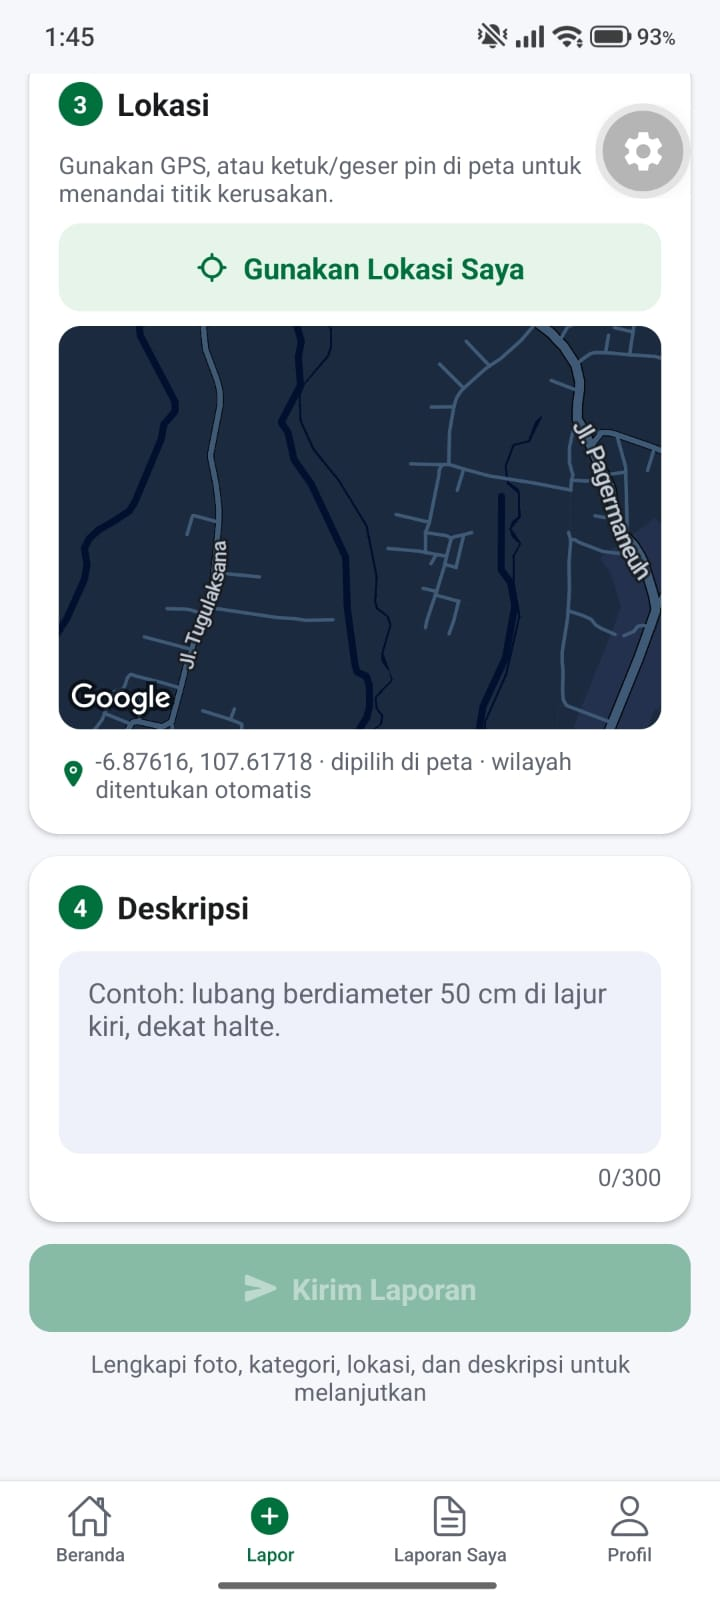 1:45
93%
3 Lokasi
Gunakan GPS, atau ketuk/geser pin di peta untuk
menandai titik kerusakan.
Gunakan Lokasi Saya
Jl. Pagermaneuh
Jl. Tugulaksana
Google
-6.87616, 107.61718 · dipilih di peta · wilayah
ditentukan otomatis
4 Deskripsi
Contoh: lubang berdiameter 50 cm di lajur
kiri, dekat halte.
0/300
Kirim Laporan
Lengkapi foto, kategori, lokasi, dan deskripsi untuk
melanjutkan
Beranda
Lapor
Laporan Saya
Profil